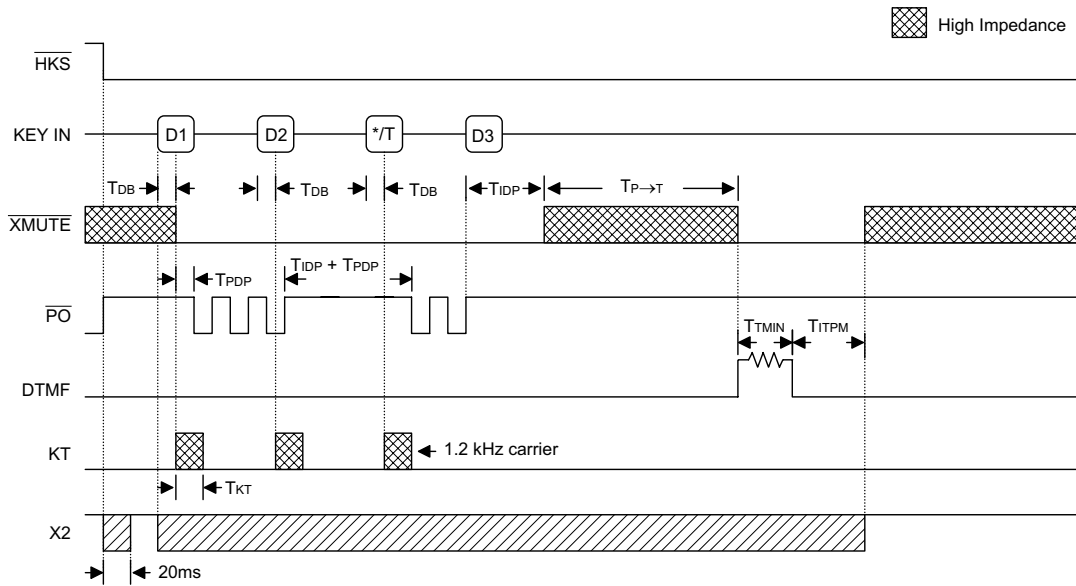 High Impedance
HKS
KEY IN
D1
D2
*/T
D3
TDB
TDB
TDB
TIDP
TP→T
XMUTE
TPDP
TIDP + TPDP
PO
TTMIN
TITPM
DTMF
KT
1.2 kHz carrier
TKT
X2
20ms